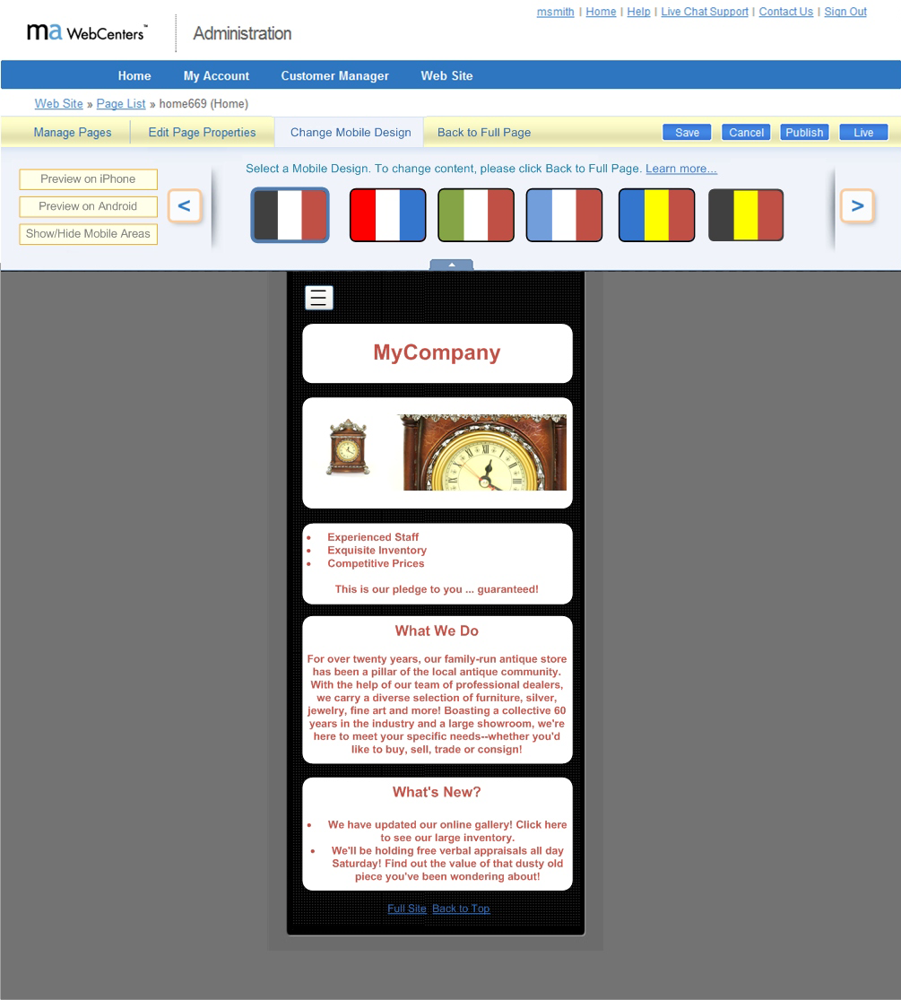 msmith | Home | Help | Live Chat Support | Contact Us | Sign Out
ma WebCenters™ Administration
Home My Account Customer Manager Web Site
Web Site » Page List » home669 (Home)
Manage Pages Edit Page Properties Change Mobile Design Back to Full Page Save Cancel Publish Live
Select a Mobile Design. To change content, please click Back to Full Page. Learn more...
Preview on iPhone
Preview on Android
Show/Hide Mobile Areas
< >
MyCompany
• Experienced Staff
• Exquisite Inventory
• Competitive Prices
This is our pledge to you ... guaranteed!
What We Do
For over twenty years, our family-run antique store
has been a pillar of the local antique community.
With the help of our team of professional dealers,
we carry a diverse selection of furniture, silver,
jewelry, fine art and more! Boasting a collective 60
years in the industry and a large showroom, we're
here to meet your specific needs--whether you'd
like to buy, sell, trade or consign!
What's New?
• We have updated our online gallery! Click here
to see our large inventory.
• We'll be holding free verbal appraisals all day
Saturday! Find out the value of that dusty old
piece you've been wondering about!
Full Site Back to Top